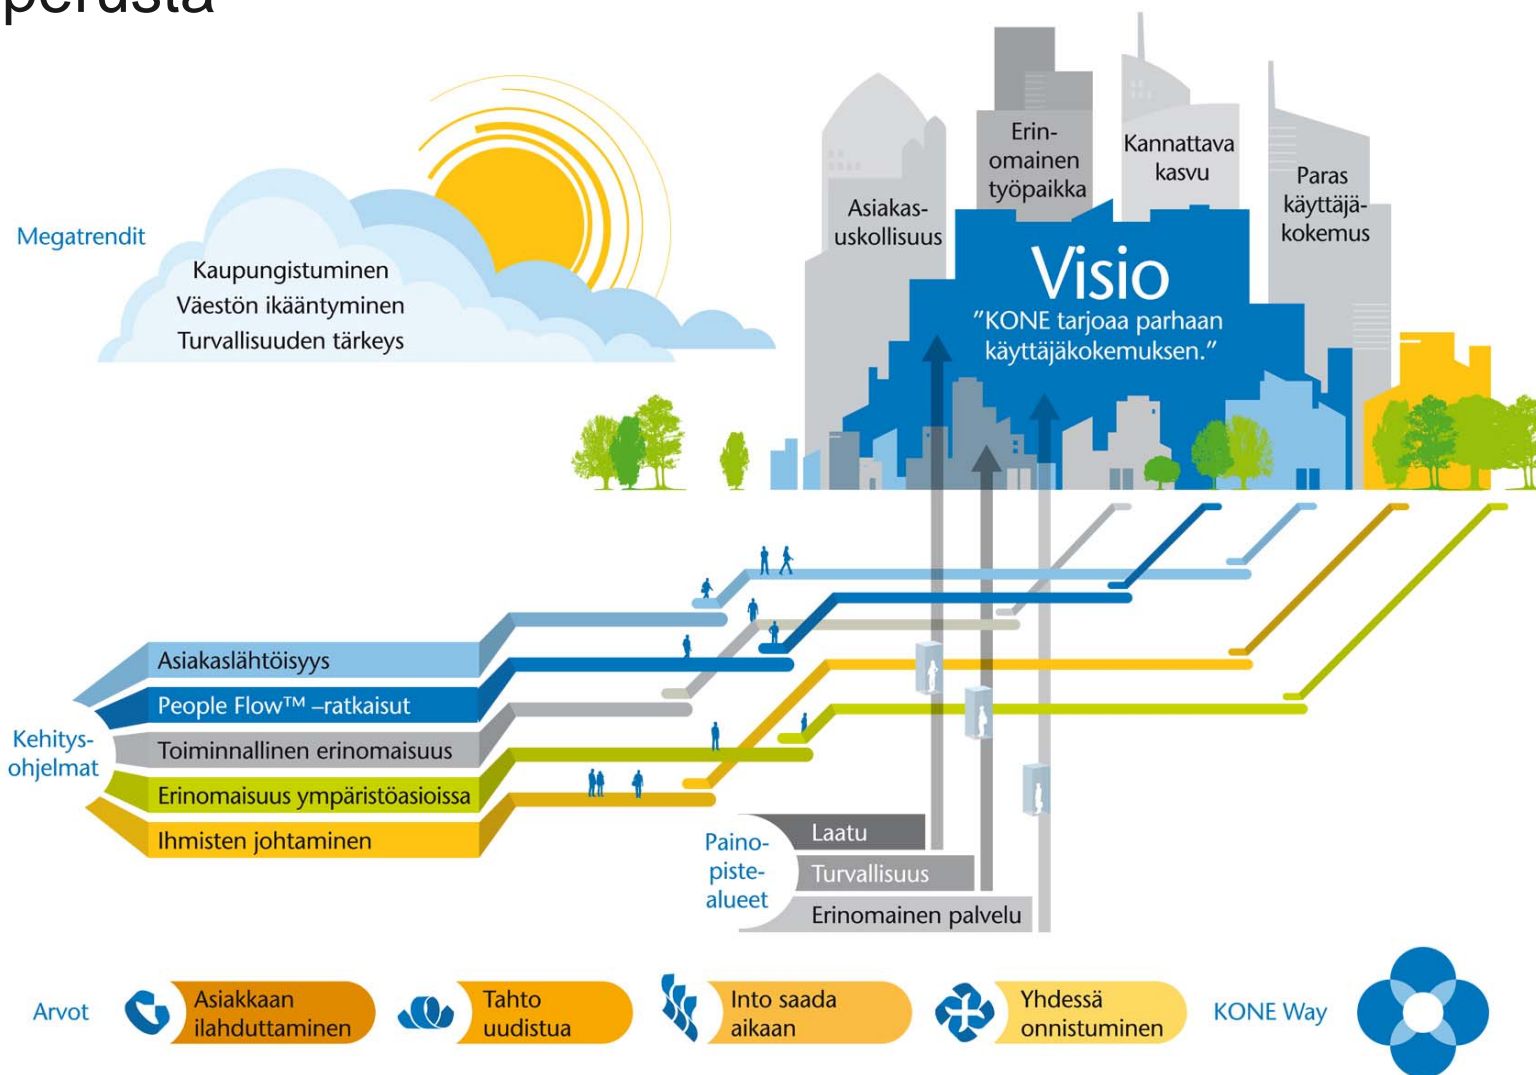 perusta
Megatrendit
Kaupungistuminen
Väestön ikääntyminen
Turvallisuuden tärkeys
Asiakas-
uskollisuus
Erin-
omainen
työpaikka
Kannattava
kasvu
Paras
käyttäjä-
kokemus
Visio
”KONE tarjoaa parhaan
käyttäjäkokemuksen.”
Kehitys-
ohjelmat
Asiakaslähtöisyys
People Flow™ –ratkaisut
Toiminnallinen erinomaisuus
Erinomaisuus ympäristöasioissa
Ihmisten johtaminen
Paino-
piste-
alueet
Laatu
Turvallisuus
Erinomainen palvelu
Arvot
Asiakkaan
ilahduttaminen
Tahto
uudistua
Into saada
aikaan
Yhdessä
onnistuminen
KONE Way